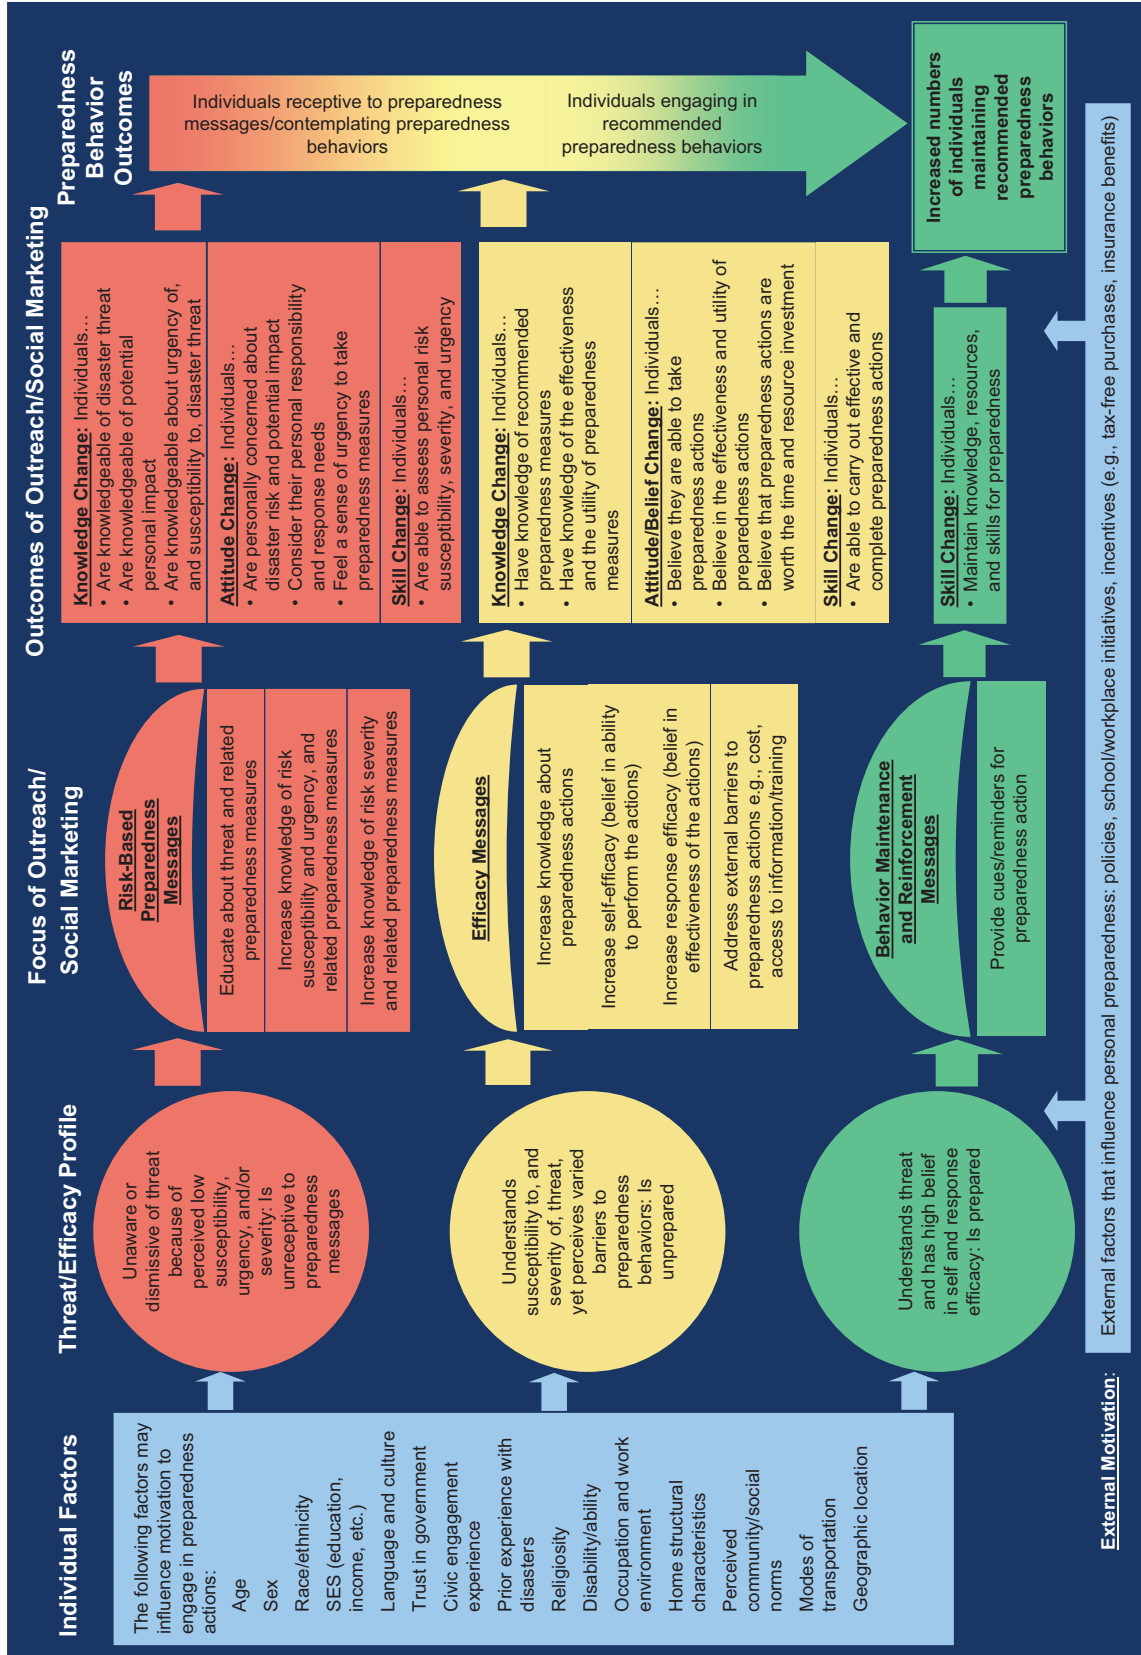 Individual Factors
The following factors may
influence motivation to
engage in preparedness
actions:
Age
Sex
Race/ethnicity
SES (education,
income, etc.)
Language and culture
Trust in government
Civic engagement
experience
Prior experience with
disasters
Religiosity
Disability/ability
Occupation and work
environment
Home structural
characteristics
Perceived
community/social
norms
Modes of
transportation
Geographic location
Threat/Efficacy Profile
Unaware or
dismissive of threat
because of
perceived low
susceptibility,
urgency, and/or
severity: Is
unreceptive to
preparedness
messages
Understands
susceptibility to, and
severity of, threat,
yet perceives varied
barriers to
preparedness
behaviors: Is
unprepared
Understands threat
and has high belief
in self and response
efficacy: Is prepared
Focus of Outreach/
Social Marketing
Risk-Based
Preparedness
Messages
Educate about threat and related
preparedness measures
Increase knowledge of risk
susceptibility and urgency, and
related preparedness measures
Increase knowledge of risk severity
and related preparedness measures
Efficacy Messages
Increase knowledge about
preparedness actions
Increase self-efficacy (belief in ability
to perform the actions)
Increase response efficacy (belief in
effectiveness of the actions)
Address external barriers to
preparedness actions e.g., cost,
access to information/training
Behavior Maintenance
and Reinforcement
Messages
Provide cues/reminders for
preparedness action
Outcomes of Outreach/Social Marketing
Knowledge Change: Individuals…
• Are knowledgeable of disaster threat
• Are knowledgeable of potential
personal impact
• Are knowledgeable about urgency of,
and susceptibility to, disaster threat
Attitude Change: Individuals…
• Are personally concerned about
disaster risk and potential impact
• Consider their personal responsibility
and response needs
• Feel a sense of urgency to take
preparedness measures
Skill Change: Individuals…
• Are able to assess personal risk
susceptibility, severity, and urgency
Knowledge Change: Individuals…
• Have knowledge of recommended
preparedness measures
• Have knowledge of the effectiveness
and the utility of preparedness
measures
Attitude/Belief Change: Individuals…
• Believe they are able to take
preparedness actions
• Believe in the effectiveness and utility of
preparedness actions
• Believe that preparedness actions are
worth the time and resource investment
Skill Change: Individuals…
• Are able to carry out effective and
complete preparedness actions
Skill Change: Individuals…
• Maintain knowledge, resources,
and skills for preparedness
Preparedness
Behavior
Outcomes
Individuals receptive to preparedness
messages/contemplating preparedness
behaviors
Individuals engaging in
recommended
preparedness behaviors
Increased numbers
of individuals
maintaining
recommended
preparedness
behaviors
External Motivation:
External factors that influence personal preparedness: policies, school/workplace initiatives, incentives (e.g., tax-free purchases, insurance benefits)